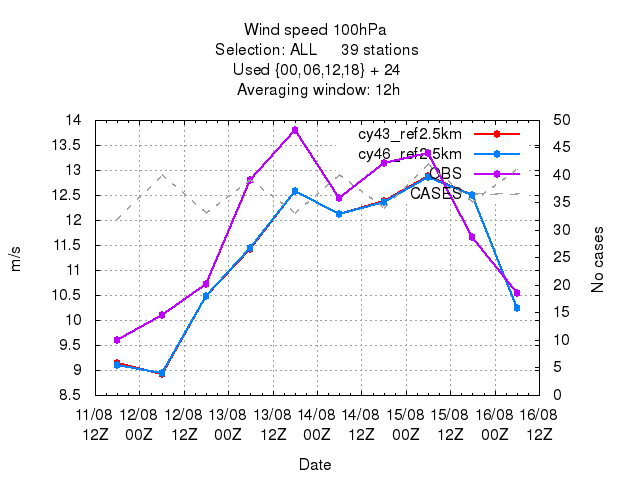 Wind speed 100hPa
Selection: ALL 39 stations
Used {00,06,12,18} + 24
Averaging window: 12h
14
13.5
13
12.5
12
11.5
11
10.5
10
9.5
9
8.5
m/s
cy43_ref2.5km
cy46_ref2.5km
OBS
CASES
50
45
40
35
30
25
20
15
10
5
0
No cases
11/08 12/08 12/08 13/08 13/08 14/08 14/08 15/08 15/08 16/08 16/08
12Z 00Z 12Z 00Z 12Z 00Z 12Z 00Z 12Z 00Z 12Z
Date